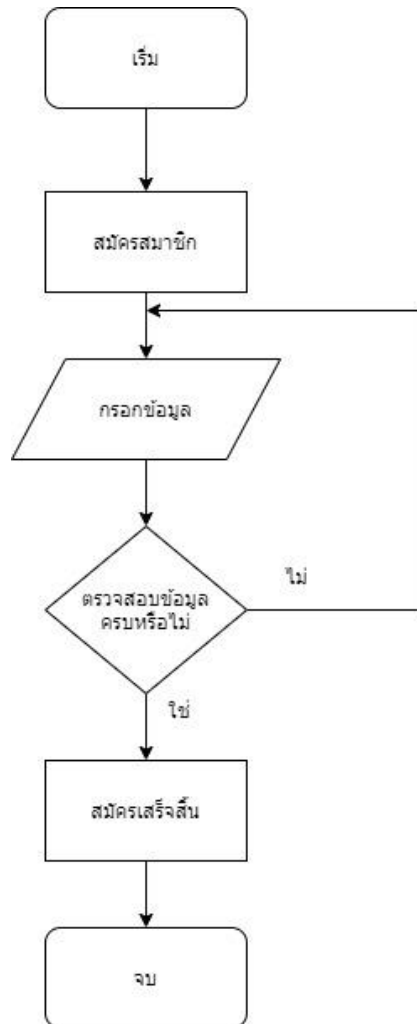 เริ่ม
สมัครสมาชิก
กรอกข้อมูล
ตรวจสอบข้อมูล
ครบหรือไม่
ไม่
ใช่
สมัครเสร็จสิ้น
จบ